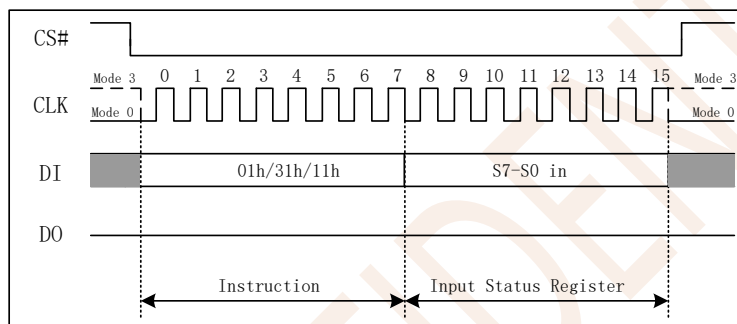 CS#
Mode 3 0 1 2 3 4 5 6 7 8 9 10 11 12 13 14 15 Mode 3
CLK
Mode 0 Mode 0
DI 01h/31h/11h S7-S0 in
DO
Instruction Input Status Register